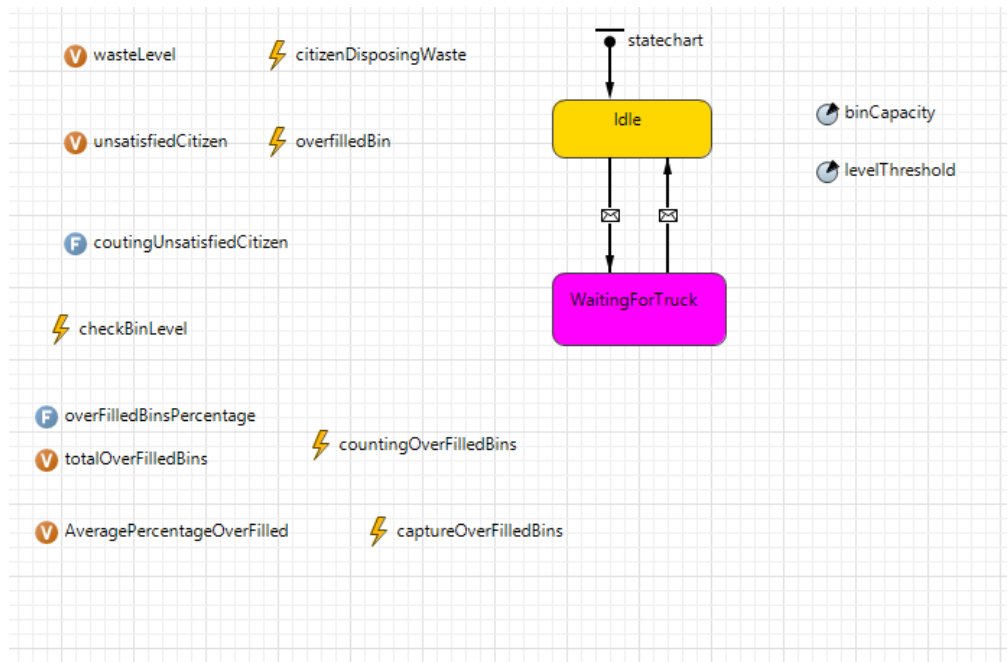 wasteLevel
citizenDisposingWaste
statechart
Idle
binCapacity
V unsatisfiedCitizen
overfilledBin
levelThreshold
F coutingUnsatisfiedCitizen
WaitingForTruck
checkBinLevel
F overFilledBinsPercentage
countingOverFilledBins
V totalOverFilledBins
V AveragePercentageOverFilled
captureOverFilledBins